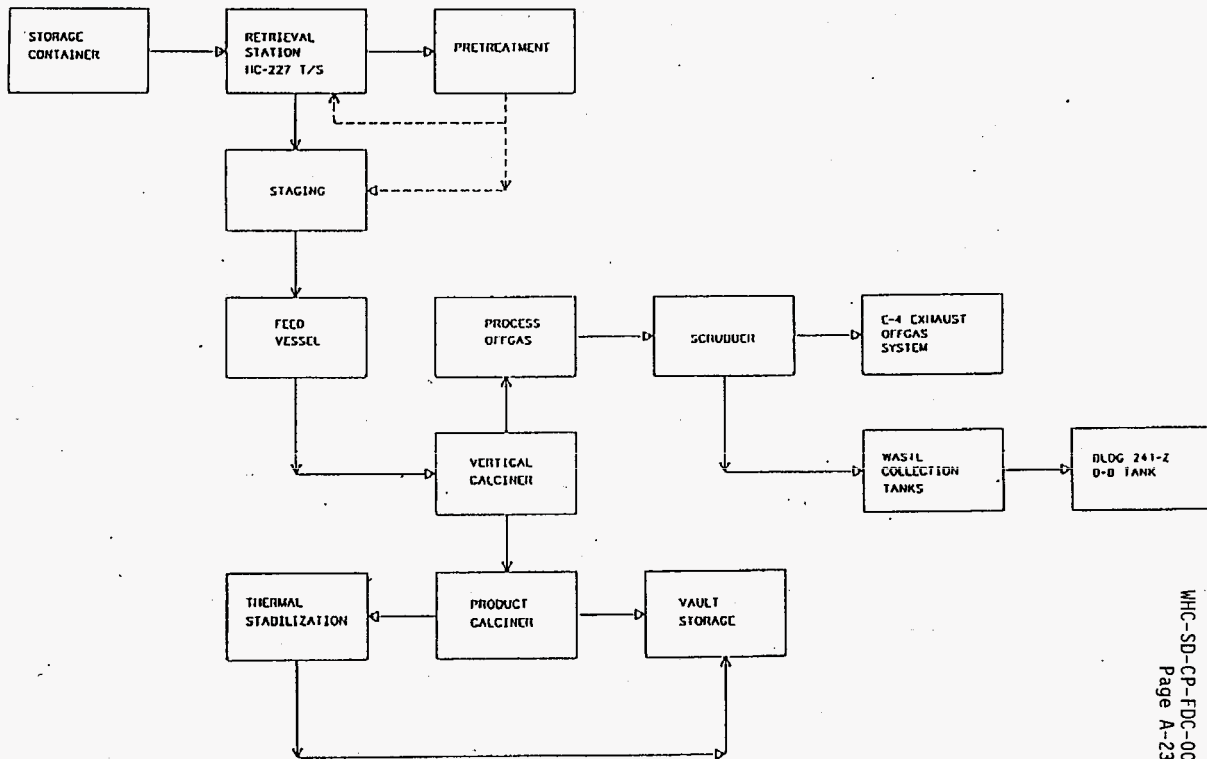 STORAGE
CONTAINER
RETRIEVAL
STATION
HC-227 T/S
PRETREATMENT
STAGING
FEED
VESSEL
PROCESS
OFFGAS
SCRUBBER
E-4 EXHAUST
OFFGAS
SYSTEM
VERTICAL
CALCINER
WASTE
COLLECTION
TANKS
BLDG 241-Z
D-8 TANK
THERMAL
STABILIZATION
PRODUCT
CALCINER
VAULT
STORAGE
WHC-SD-CP-FDC-00
Page A-23